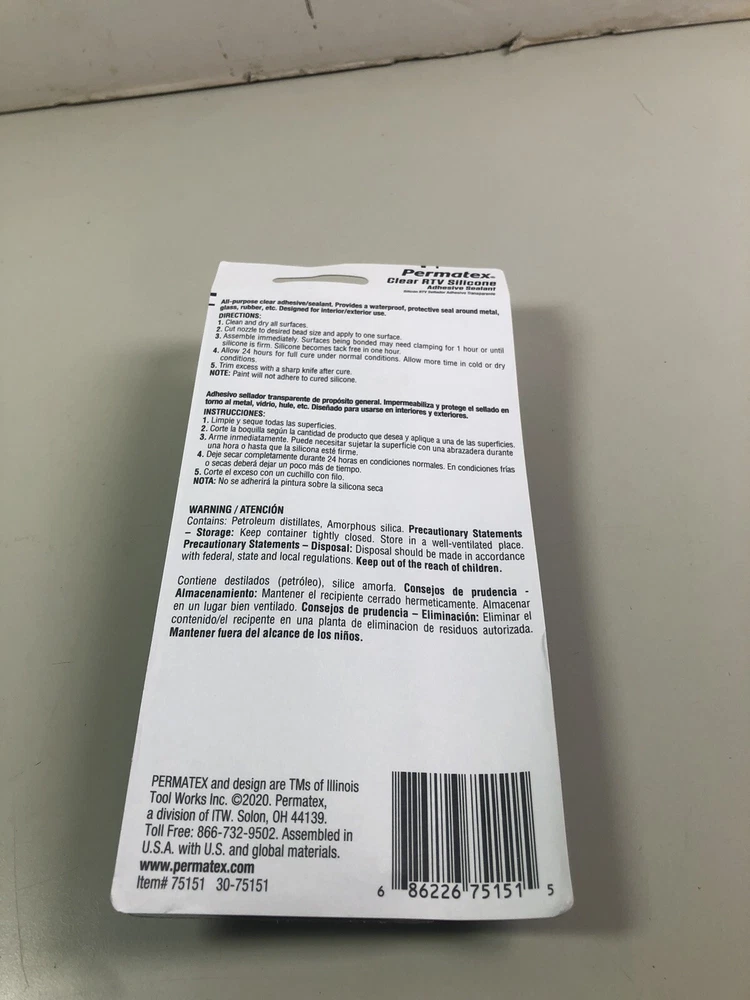 Permatex
Clear RTV Silicone
Adhesive Sealant
Silicón RTV Sellador Adhesivo Transparente
All-purpose clear adhesive/sealant. Provides a waterproof, protective seal around metal,
glass, rubber, etc. Designed for interior/exterior use.
DIRECTIONS:
1. Clean and dry all surfaces.
2. Cut nozzle to desired bead size and apply to one surface.
3. Assemble immediately. Surfaces being bonded may need clamping for 1 hour or until
silicone is firm. Silicone becomes tack free in one hour.
4. Allow 24 hours for full cure under normal conditions. Allow more time in cold or dry
conditions.
5. Trim excess with a sharp knife after cure.
NOTE: Paint will not adhere to cured silicone.
Adhesivo sellador transparente de propósito general. Impermeabiliza y protege el sellado en
torno al metal, vidrio, hule, etc. Diseñado para usarse en interiores y exteriores.
INSTRUCCIONES:
1. Limpie y seque todas las superficies.
2. Corte la boquilla según la cantidad de producto que desea y aplique a una de las superficies.
3. Arme inmediatamente. Puede necesitar sujetar la superficie con una abrazadera durante
una hora o hasta que la silicona esté firme.
4. Deje secar completamente durante 24 horas en condiciones normales. En condiciones frías
o secas deberá dejar un poco más de tiempo.
5. Corte el exceso con un cuchillo con filo.
NOTA: No se adherirá la pintura sobre la silicona seca
WARNING / ATENCIÓN
Contains: Petroleum distillates, Amorphous silica. Precautionary Statements
– Storage: Keep container tightly closed. Store in a well-ventilated place.
Precautionary Statements – Disposal: Disposal should be made in accordance
with federal, state and local regulations. Keep out of the reach of children.
Contiene destilados (petróleo), silice amorfa. Consejos de prudencia -
Almacenamiento: Mantener el recipiente cerrado hermeticamente. Almacenar
en un lugar bien ventilado. Consejos de prudencia – Eliminación: Eliminar el
contenido/el recipente en una planta de eliminacion de residuos autorizada.
Mantener fuera del alcance de los niños.
PERMATEX and design are TMs of Illinois
Tool Works Inc. ©2020. Permatex,
a division of ITW. Solon, OH 44139.
Toll Free: 866-732-9502. Assembled in
U.S.A. with U.S. and global materials.
www.permatex.com
Item# 75151 30-75151
6 86226 75151 5